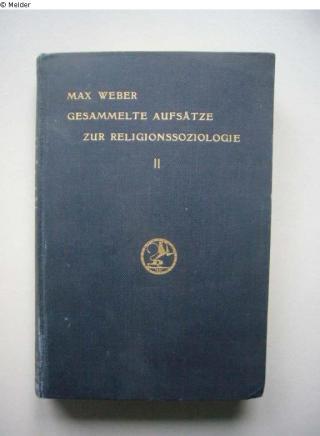 © Melder
MAX WEBER
GESAMMELTE AUFSÄTZE
ZUR RELIGIONSSOZIOLOGIE
II